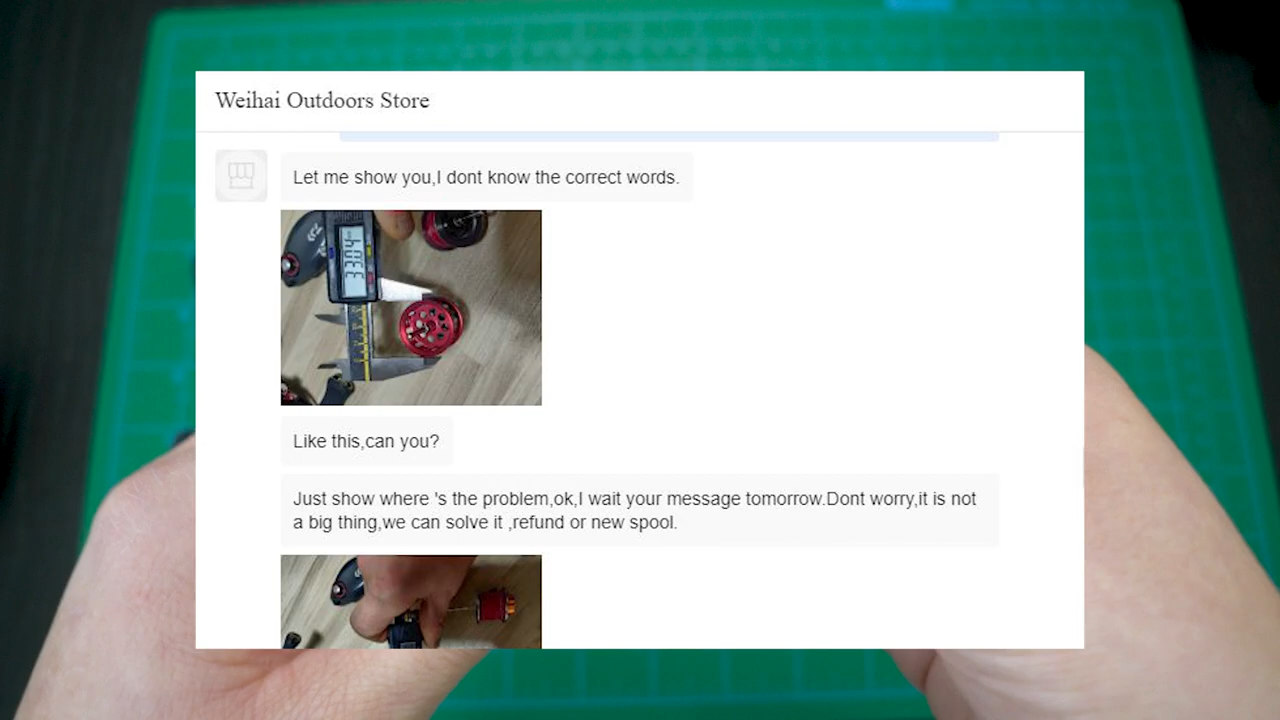 Weihai Outdoors Store
Let me show you,I dont know the correct words.
33.04
Like this,can you?
Just show where 's the problem,ok,I wait your message tomorrow.Dont worry,it is not
a big thing,we can solve it ,refund or new spool.